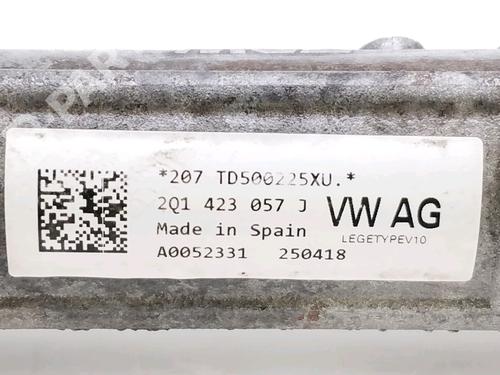 *207 TD500225XU.*
2Q1 423 057 J
VW AG
Made in Spain
LEGETYPEV10
A0052331 250418